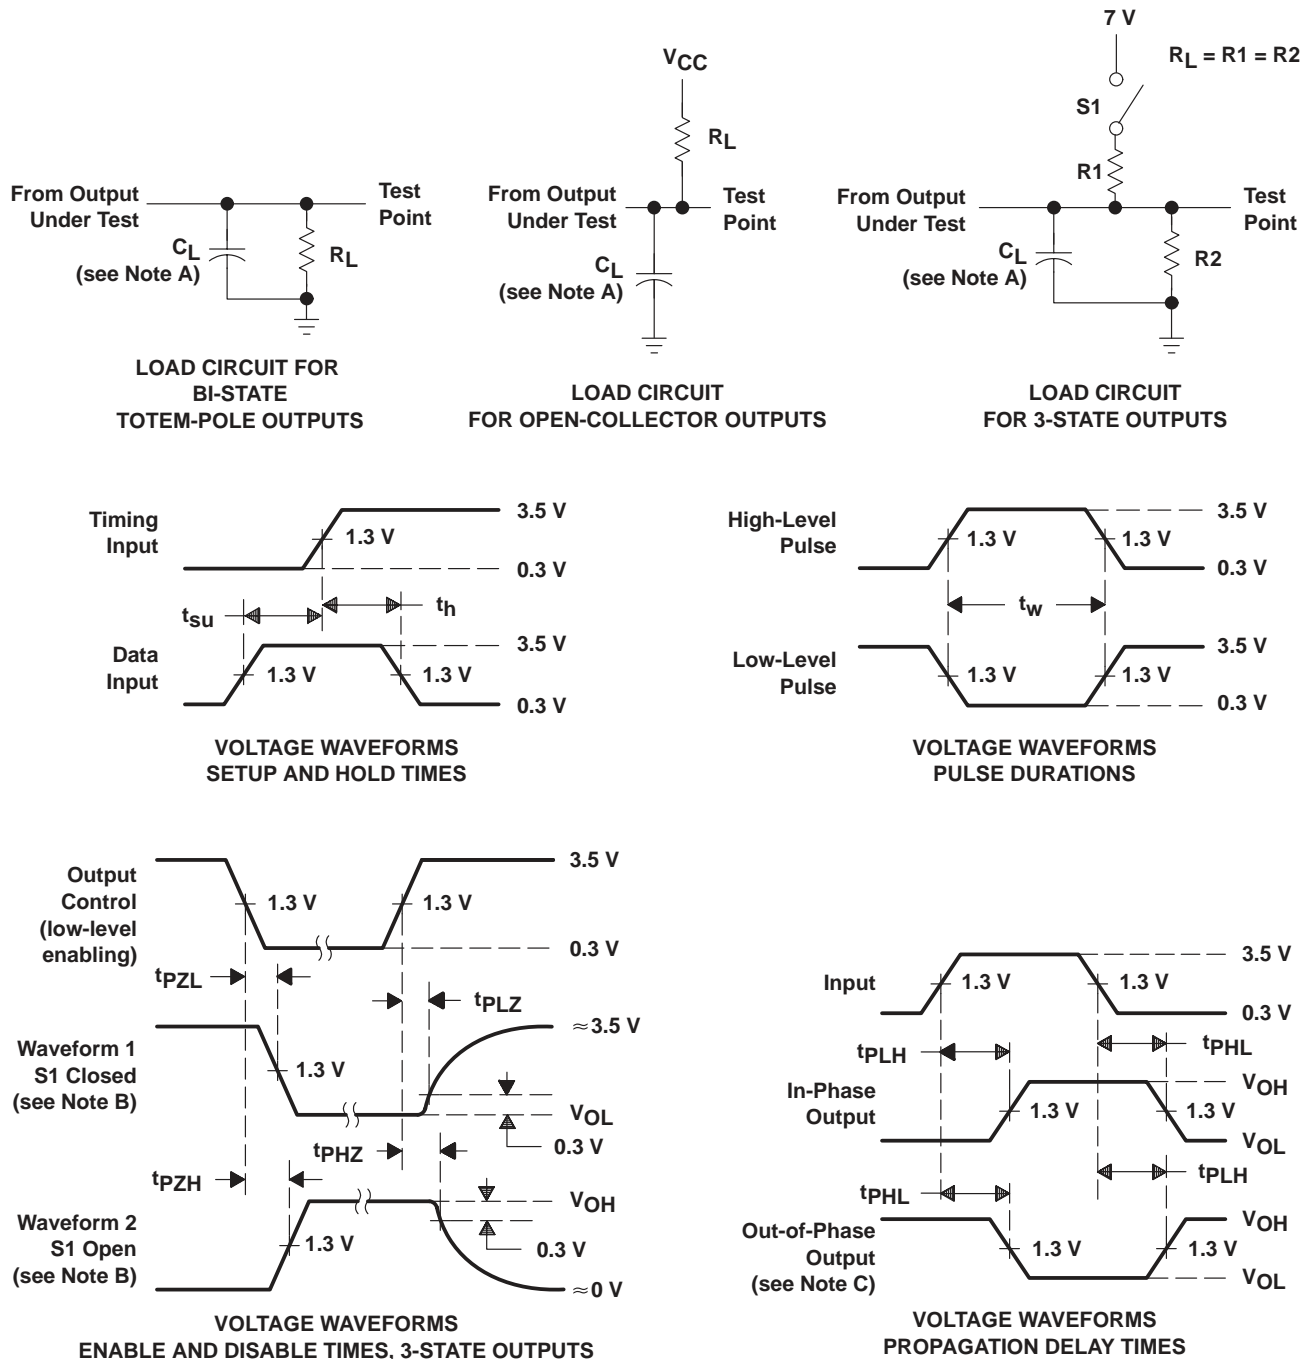 7 V
RL = R1 = R2
S1
R1
From Output
Under Test
Test
Point
CL
(see Note A)
RL
LOAD CIRCUIT FOR
BI-STATE
TOTEM-POLE OUTPUTS
VCC
RL
From Output
Under Test
Test
Point
CL
(see Note A)
LOAD CIRCUIT
FOR OPEN-COLLECTOR OUTPUTS
From Output
Under Test
Test
Point
CL
(see Note A)
R2
LOAD CIRCUIT
FOR 3-STATE OUTPUTS
Timing
Input
1.3 V
3.5 V
0.3 V
tsu
th
Data
Input
1.3 V
1.3 V
3.5 V
0.3 V
VOLTAGE WAVEFORMS
SETUP AND HOLD TIMES
High-Level
Pulse
1.3 V
1.3 V
3.5 V
0.3 V
tw
Low-Level
Pulse
1.3 V
1.3 V
3.5 V
0.3 V
VOLTAGE WAVEFORMS
PULSE DURATIONS
Output
Control
(low-level
enabling)
1.3 V
1.3 V
3.5 V
0.3 V
tPZL
tPLZ
Waveform 1
S1 Closed
(see Note B)
1.3 V
≈3.5 V
VOL
0.3 V
tPHZ
tPZH
Waveform 2
S1 Open
(see Note B)
1.3 V
VOH
0.3 V
≈0 V
VOLTAGE WAVEFORMS
ENABLE AND DISABLE TIMES, 3-STATE OUTPUTS
Input
1.3 V
1.3 V
3.5 V
0.3 V
tPLH
tPHL
In-Phase
Output
1.3 V
1.3 V
VOH
VOL
tPHL
tPLH
Out-of-Phase
Output
(see Note C)
1.3 V
1.3 V
VOH
VOL
VOLTAGE WAVEFORMS
PROPAGATION DELAY TIMES